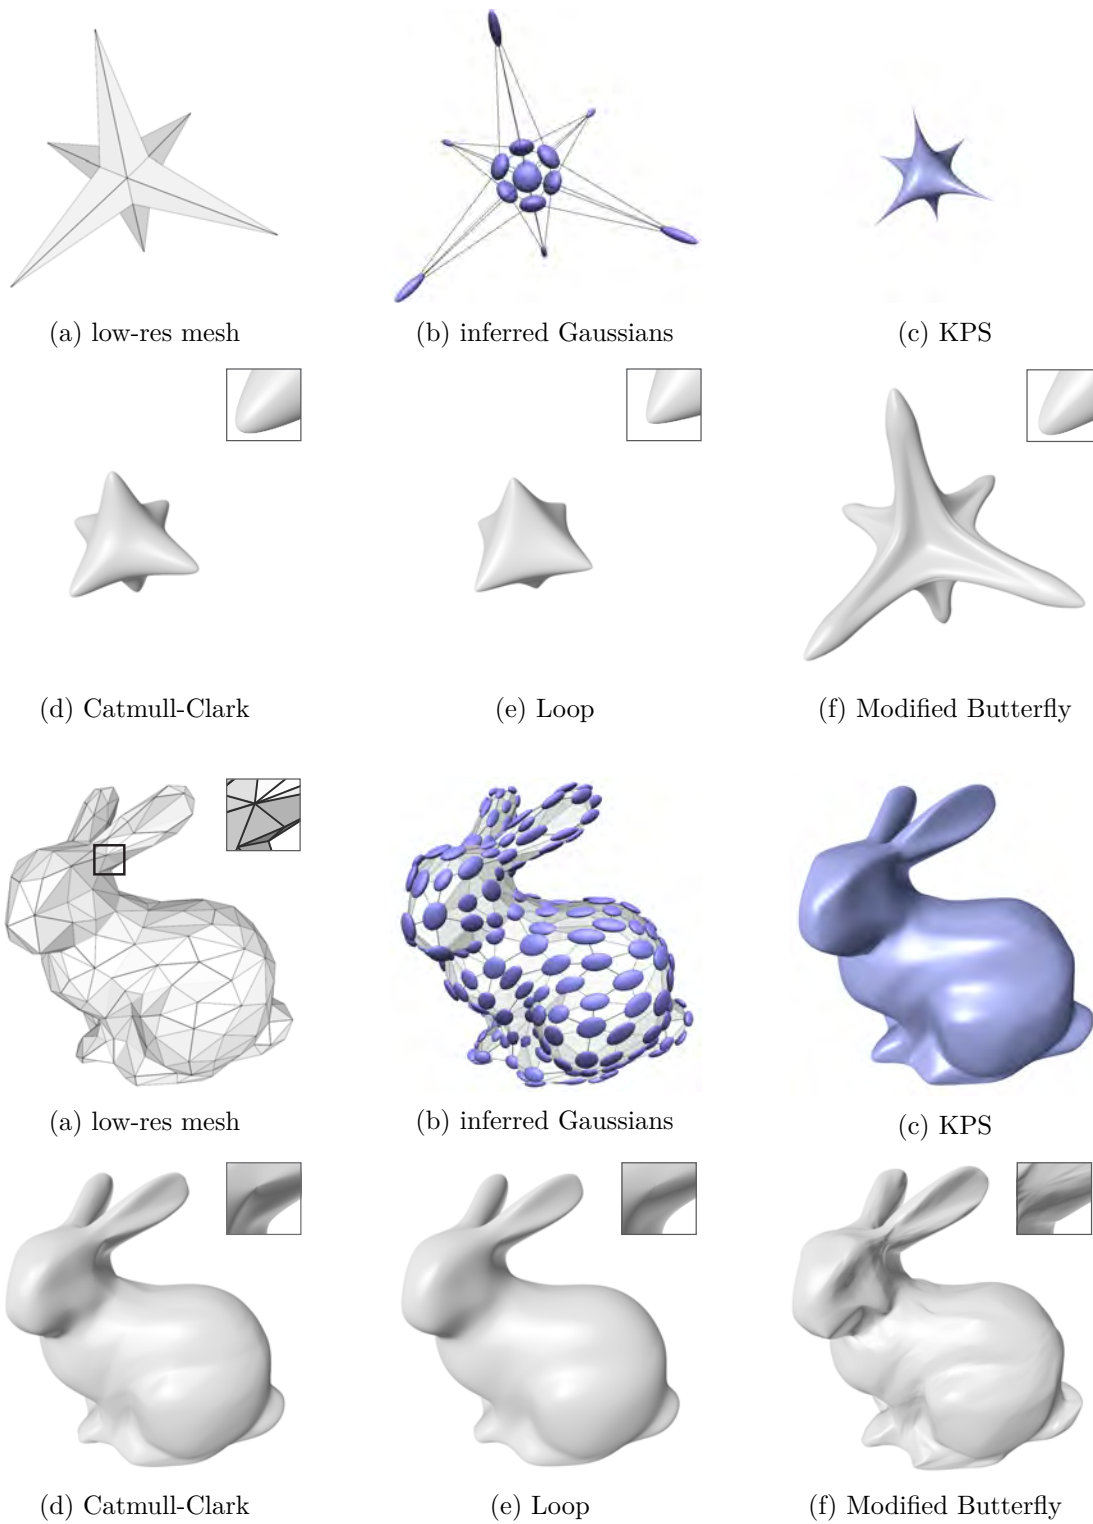 (a) low-res mesh
(b) inferred Gaussians
(c) KPS
(d) Catmull-Clark
(e) Loop
(f) Modified Butterfly
(a) low-res mesh
(b) inferred Gaussians
(c) KPS
(d) Catmull-Clark
(e) Loop
(f) Modified Butterfly